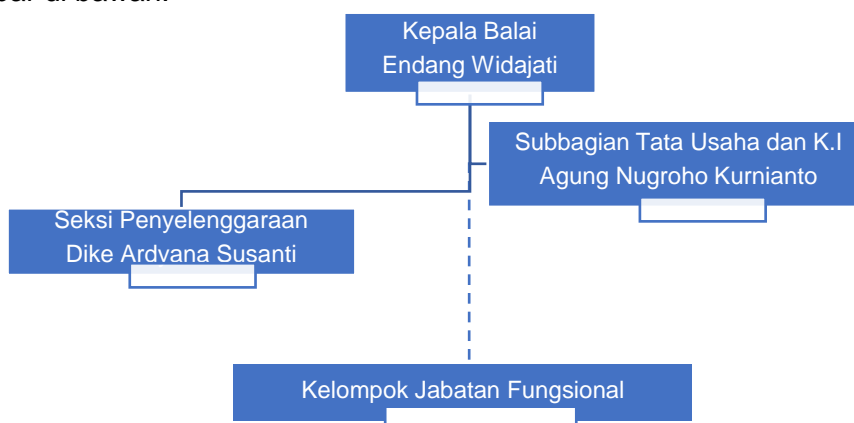 Kepala Balai
Endang Widajati
Subbagian Tata Usaha dan K.I
Agung Nugroho Kurnianto
Seksi Penyelenggaraan
Dike Ardvana Susanti
Kelompok Jabatan Fungsional